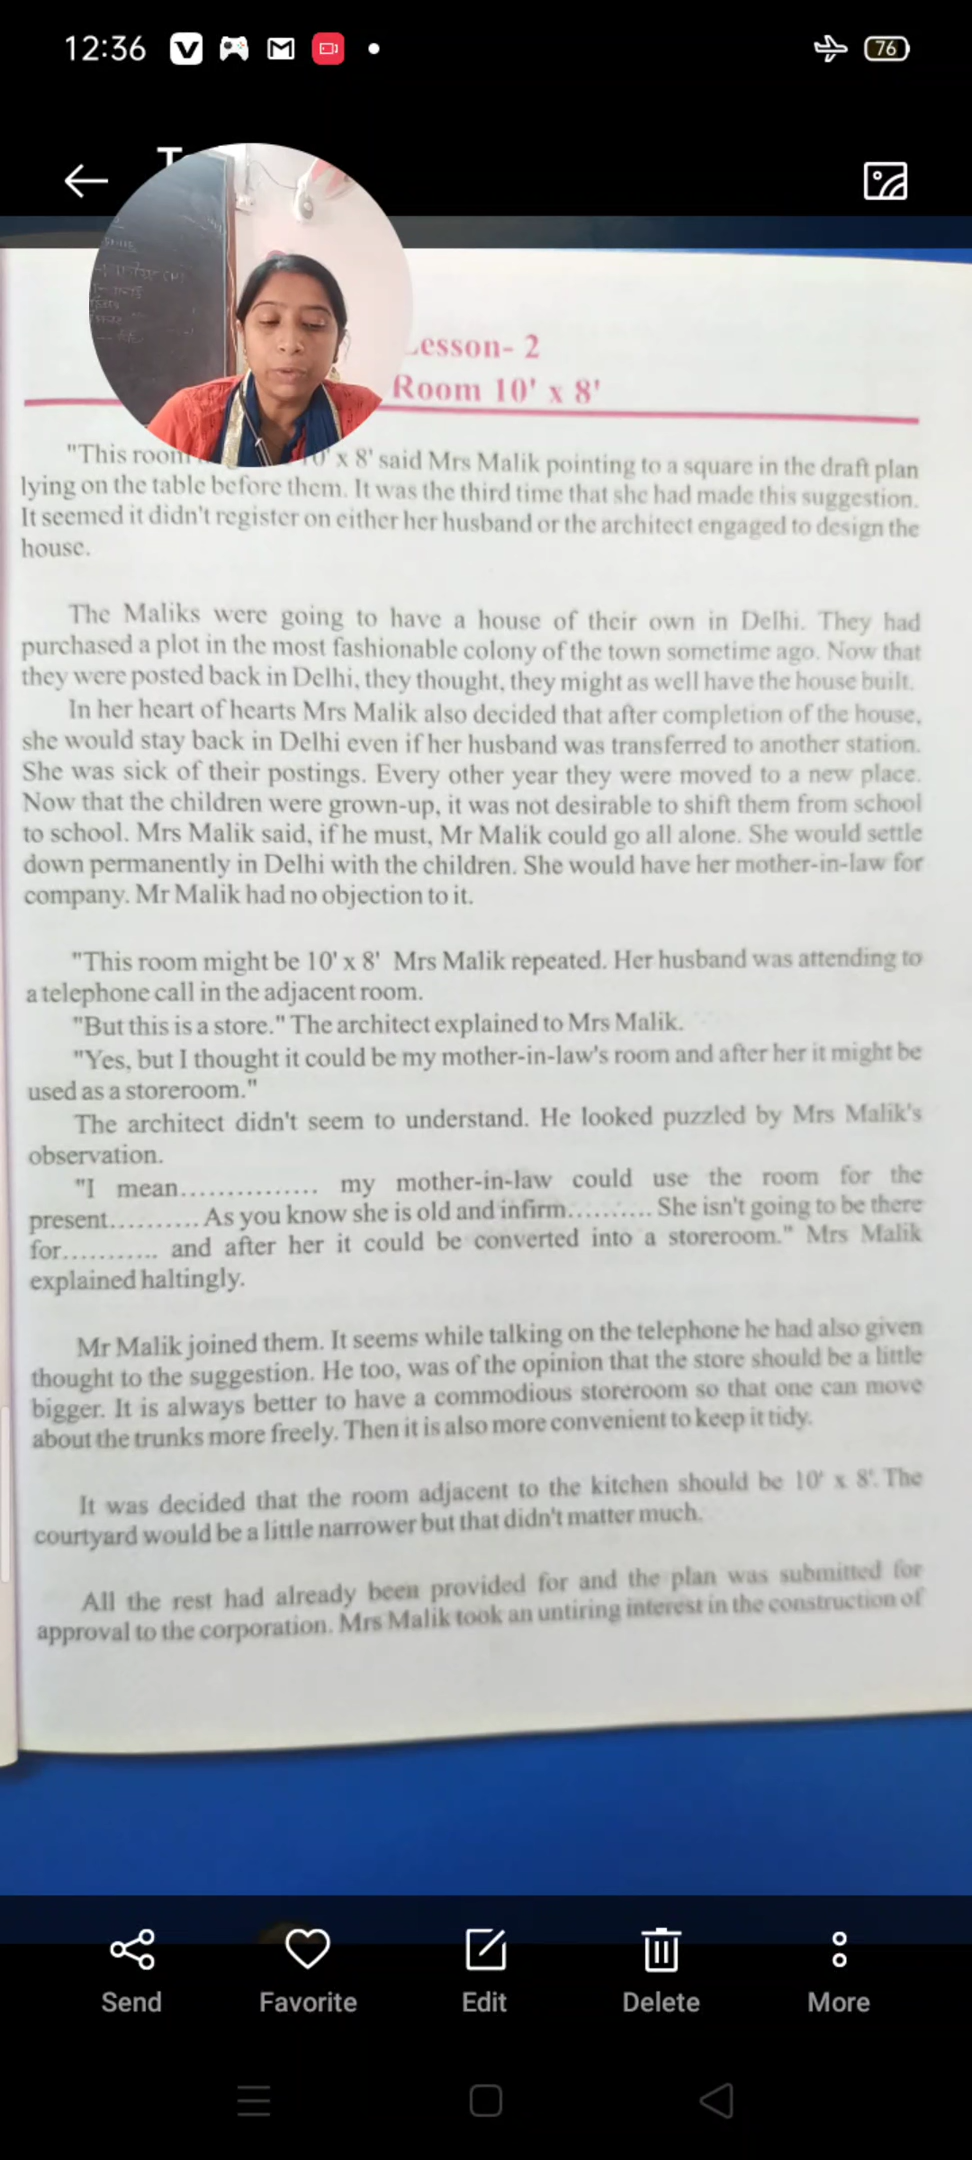 12:36
76
Lesson- 2
Room 10' x 8'
"This room 10' x 8' said Mrs Malik pointing to a square in the draft plan
lying on the table before them. It was the third time that she had made this suggestion.
It seemed it didn't register on either her husband or the architect engaged to design the
house.
The Maliks were going to have a house of their own in Delhi. They had
purchased a plot in the most fashionable colony of the town sometime ago. Now that
they were posted back in Delhi, they thought, they might as well have the house built.
In her heart of hearts Mrs Malik also decided that after completion of the house,
she would stay back in Delhi even if her husband was transferred to another station.
She was sick of their postings. Every other year they were moved to a new place.
Now that the children were grown-up, it was not desirable to shift them from school
to school. Mrs Malik said, if he must, Mr Malik could go all alone. She would settle
down permanently in Delhi with the children. She would have her mother-in-law for
company. Mr Malik had no objection to it.
"This room might be 10' x 8' Mrs Malik repeated. Her husband was attending to
a telephone call in the adjacent room.
"But this is a store." The architect explained to Mrs Malik.
"Yes, but I thought it could be my mother-in-law's room and after her it might be
used as a storeroom."
The architect didn't seem to understand. He looked puzzled by Mrs Malik's
observation.
"I mean............... my mother-in-law could use the room for the
present.......... As you know she is old and infirm.......... She isn't going to be there
for........... and after her it could be converted into a storeroom." Mrs Malik
explained haltingly.
Mr Malik joined them. It seems while talking on the telephone he had also given
thought to the suggestion. He too, was of the opinion that the store should be a little
bigger. It is always better to have a commodious storeroom so that one can move
about the trunks more freely. Then it is also more convenient to keep it tidy.
It was decided that the room adjacent to the kitchen should be 10' x 8'. The
courtyard would be a little narrower but that didn't matter much.
All the rest had already been provided for and the plan was submitted for
approval to the corporation. Mrs Malik took an untiring interest in the construction of
Send Favorite Edit Delete More